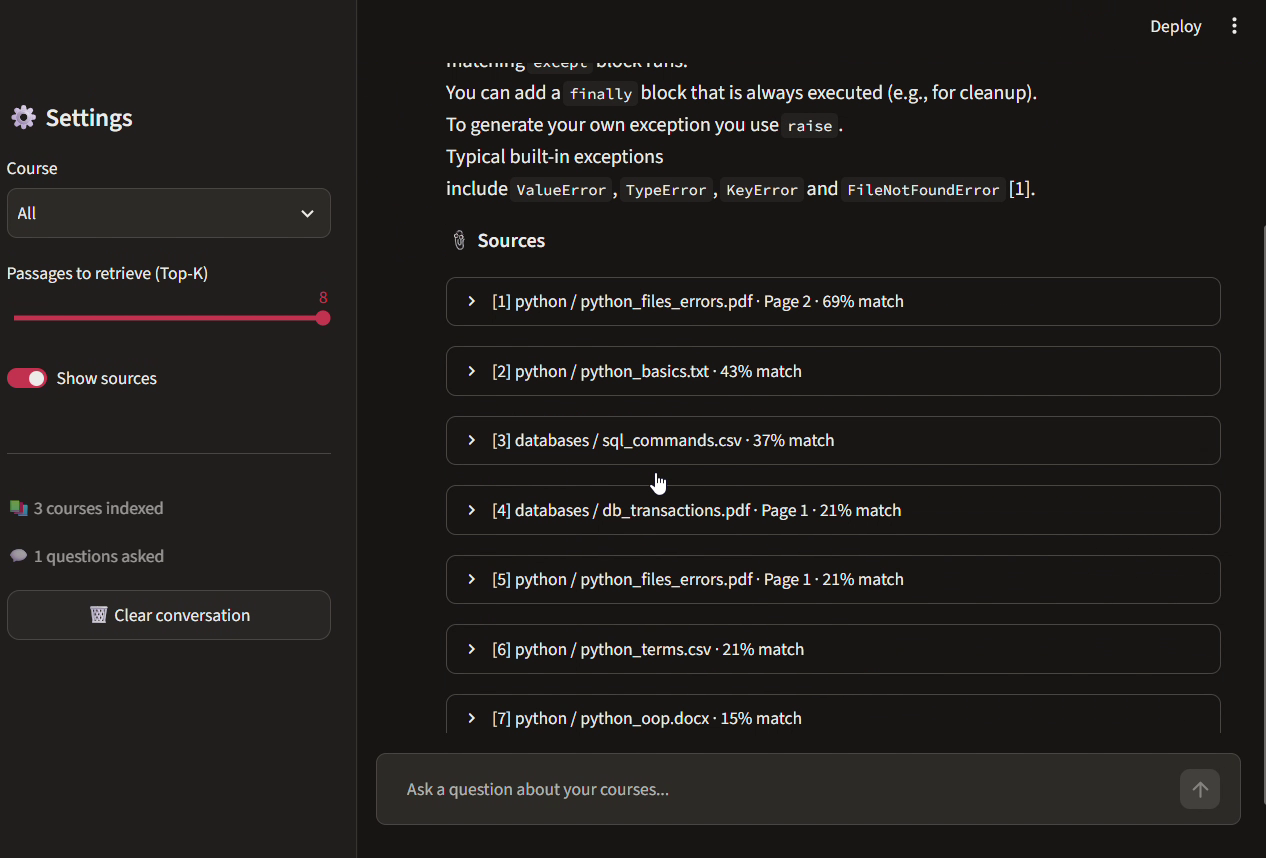 Deploy
Settings
Course
All
Passages to retrieve (Top-K)
8
Show sources
3 courses indexed
1 questions asked
Clear conversation
matching except block runs.
You can add a finally block that is always executed (e.g., for cleanup).
To generate your own exception you use raise.
Typical built-in exceptions
include ValueError, TypeError, KeyError and FileNotFoundError [1].
Sources
[1] python / python_files_errors.pdf · Page 2 · 69% match
[2] python / python_basics.txt · 43% match
[3] databases / sql_commands.csv · 37% match
[4] databases / db_transactions.pdf · Page 1 · 21% match
[5] python / python_files_errors.pdf · Page 1 · 21% match
[6] python / python_terms.csv · 21% match
[7] python / python_oop.docx · 15% match
Ask a question about your courses...